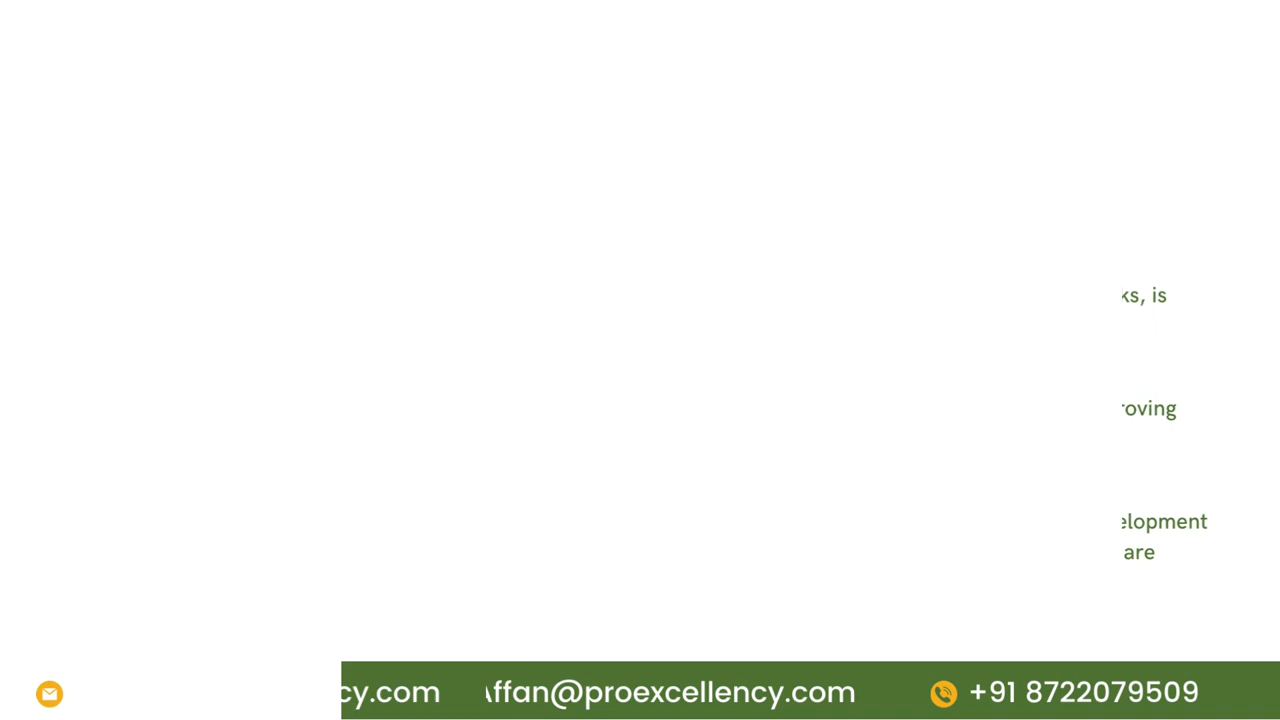 ks, is
roving
elopment
are
cy.com ffan@proexcellency.com +91 8722079509